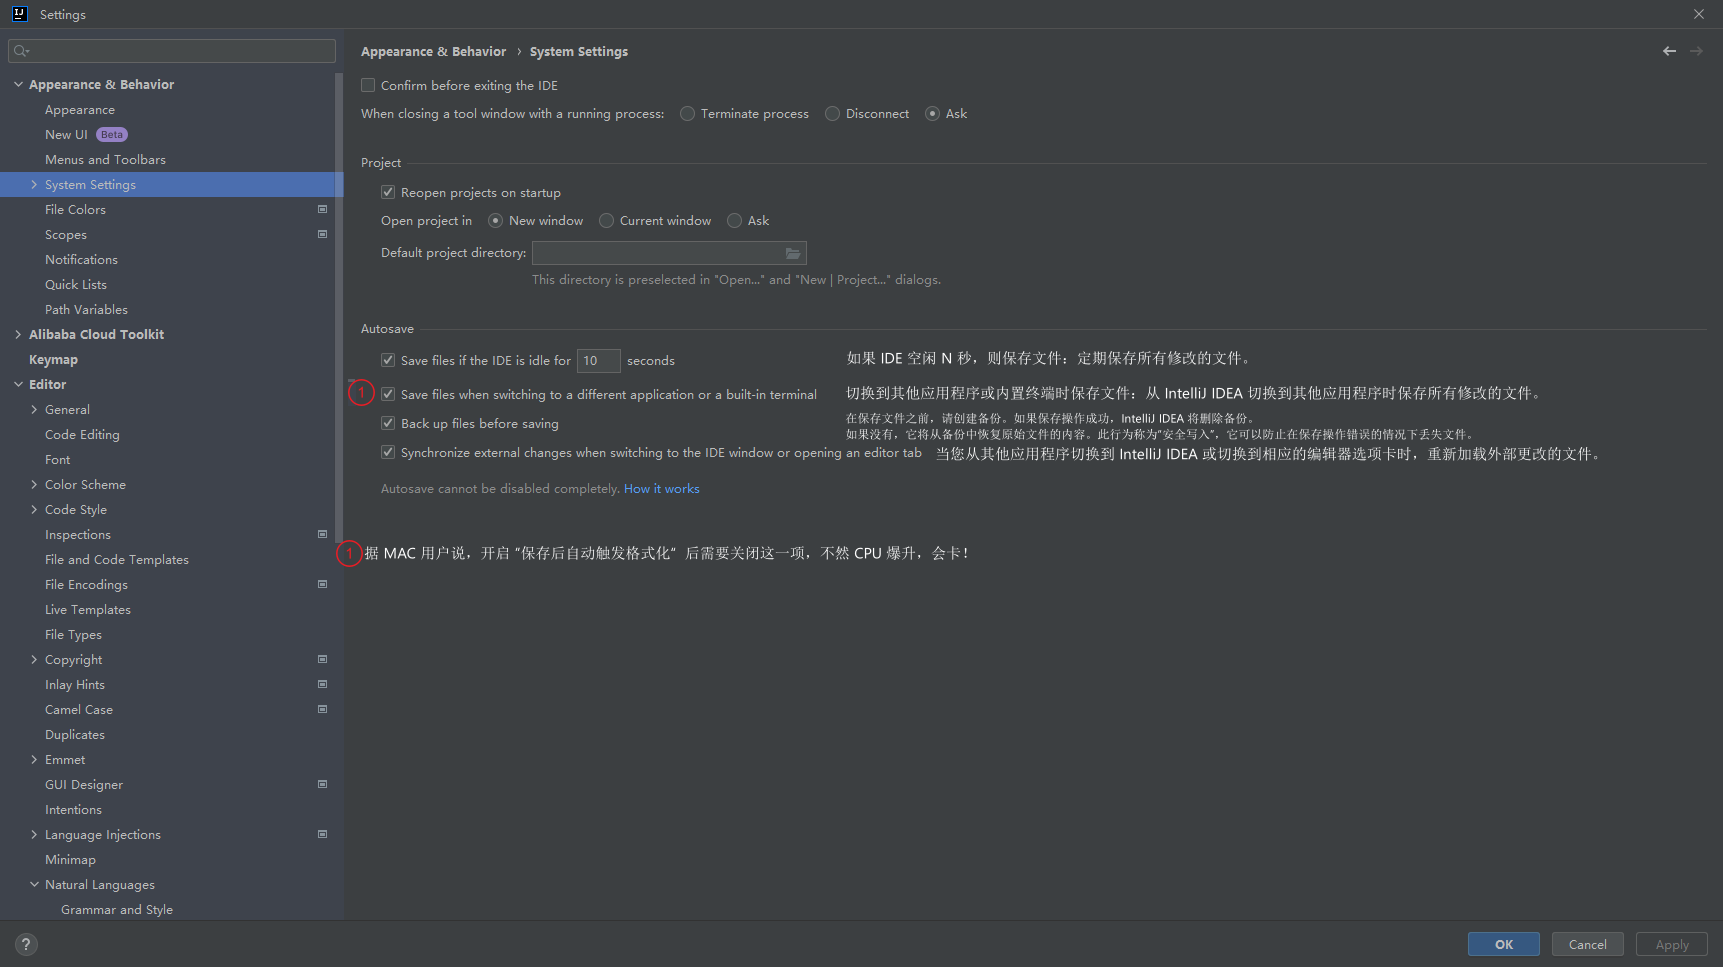 Settings
Appearance & Behavior
Appearance
New UI Beta
Menus and Toolbars
System Settings
File Colors
Scopes
Notifications
Quick Lists
Path Variables
Alibaba Cloud Toolkit
Keymap
Editor
General
Code Editing
Font
Color Scheme
Code Style
Inspections
File and Code Templates
File Encodings
Live Templates
File Types
Copyright
Inlay Hints
Camel Case
Duplicates
Emmet
GUI Designer
Intentions
Language Injections
Minimap
Natural Languages
Grammar and Style
Appearance & Behavior › System Settings
Confirm before exiting the IDE
When closing a tool window with a running process: Terminate process Disconnect Ask
Project
Reopen projects on startup
Open project in New window Current window Ask
Default project directory:
This directory is preselected in "Open..." and "New | Project..." dialogs.
Autosave
Save files if the IDE is idle for 10 seconds 如果 IDE 空闲 N 秒，则保存文件：定期保存所有修改的文件。
1 Save files when switching to a different application or a built-in terminal 切换到其他应用程序或内置终端时保存文件：从 IntelliJ IDEA 切换到其他应用程序时保存所有修改的文件。
在保存文件之前，请创建备份。如果保存操作成功，IntelliJ IDEA 将删除备份。
Back up files before saving 如果没有，它将从备份中恢复原始文件的内容。此行为称为"安全写入"，它可以防止在保存操作错误的情况下丢失文件。
Synchronize external changes when switching to the IDE window or opening an editor tab 当您从其他应用程序切换到 IntelliJ IDEA 或切换到相应的编辑器选项卡时，重新加载外部更改的文件。
Autosave cannot be disabled completely. How it works
1 据 MAC 用户说，开启 "保存后自动触发格式化" 后需要关闭这一项，不然 CPU 爆升，会卡！
? OK Cancel Apply